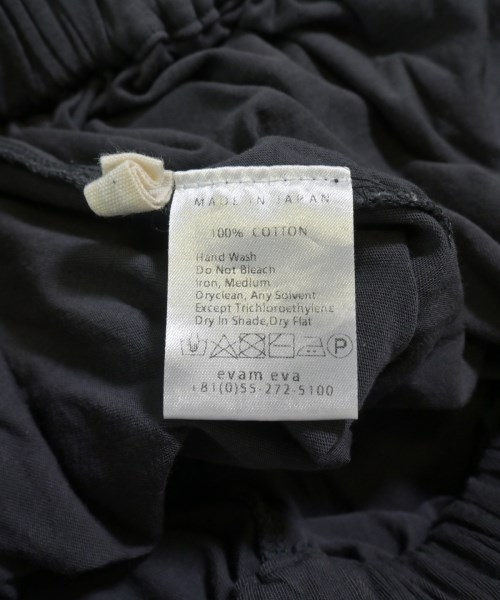 MADE IN JAPAN
100% COTTON
Hand Wash
Do Not Bleach
Iron, Medium
Dryclean, Any Solvent
Except Trichloroethylene
Dry In Shade,Dry Flat
P
evam eva
+81(0)55-272-5100